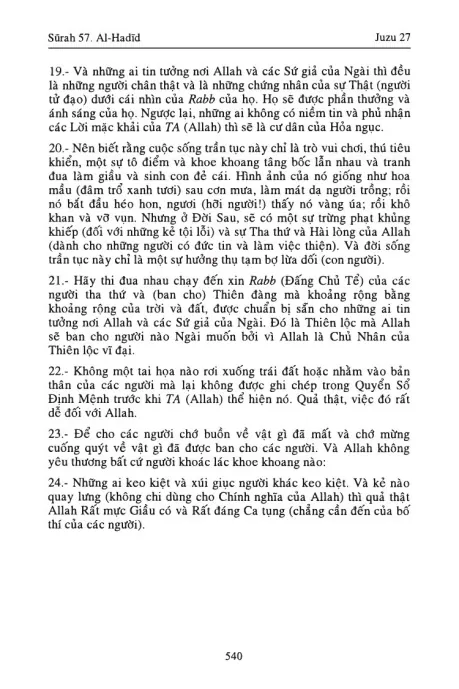 Sūrah 57. Al-Hadīd
Juzu 27
19.- Và những ai tin tưởng nơi Allah và các Sứ giả của Ngài thì đều
là những người chân thật và là những chứng nhân của sự Thật (người
tử đạo) dưới cái nhìn của Rabb của họ. Họ sẽ được phần thưởng và
ánh sáng của họ. Ngược lại, những ai không có niềm tin và phủ nhận
các Lời mặc khải của TA (Allah) thì sẽ là cư dân của Hỏa ngục.
20.- Nên biết rằng cuộc sống trần tục này chỉ là trò vui chơi, thú tiêu
khiển, một sự tô điểm và khoe khoang tâng bốc lẫn nhau và tranh
đua làm giầu và sinh con đẻ cái. Hình ảnh của nó giống như hoa
mầu (đâm trổ xanh tươi) sau cơn mưa, làm mát dạ người trồng; rồi
nó bắt đầu héo hon, ngươi (hỡi người!) thấy nó vàng úa; rồi khô
khan và vỡ vụn. Nhưng ở Đời Sau, sẽ có một sự trừng phạt khủng
khiếp (đối với những kẻ tội lỗi) và sự Tha thứ và Hài lòng của Allah
(dành cho những người có đức tin và làm việc thiện). Và đời sống
trần tục này chỉ là một sự hưởng thụ tạm bợ lừa dối (con người).
21.- Hãy thi đua nhau chạy đến xin Rabb (Đấng Chủ Tể) của các
người tha thứ và (ban cho) Thiên đàng mà khoảng rộng bằng
khoảng rộng của trời và đất, được chuẩn bị sẵn cho những ai tin
tưởng nơi Allah và các Sứ giả của Ngài. Đó là Thiên lộc mà Allah
sẽ ban cho người nào Ngài muốn bởi vì Allah là Chủ Nhân của
Thiên lộc vĩ đại.
22.- Không một tai họa nào rơi xuống trái đất hoặc nhằm vào bản
thân của các người mà lại không được ghi chép trong Quyển Sổ
Định Mệnh trước khi TA (Allah) thể hiện nó. Quả thật, việc đó rất
dễ đối với Allah.
23.- Để cho các người chớ buồn về vật gì đã mất và chớ mừng
cuống quýt về vật gì đã được ban cho các người. Và Allah không
yêu thương bất cứ người khoác lác khoe khoang nào:
24.- Những ai keo kiệt và xúi giục người khác keo kiệt. Và kẻ nào
quay lưng (không chi dùng cho Chính nghĩa của Allah) thì quả thật
Allah Rất mực Giầu có và Rất đáng Ca tụng (chẳng cần đến của bố
thí của các người).
540